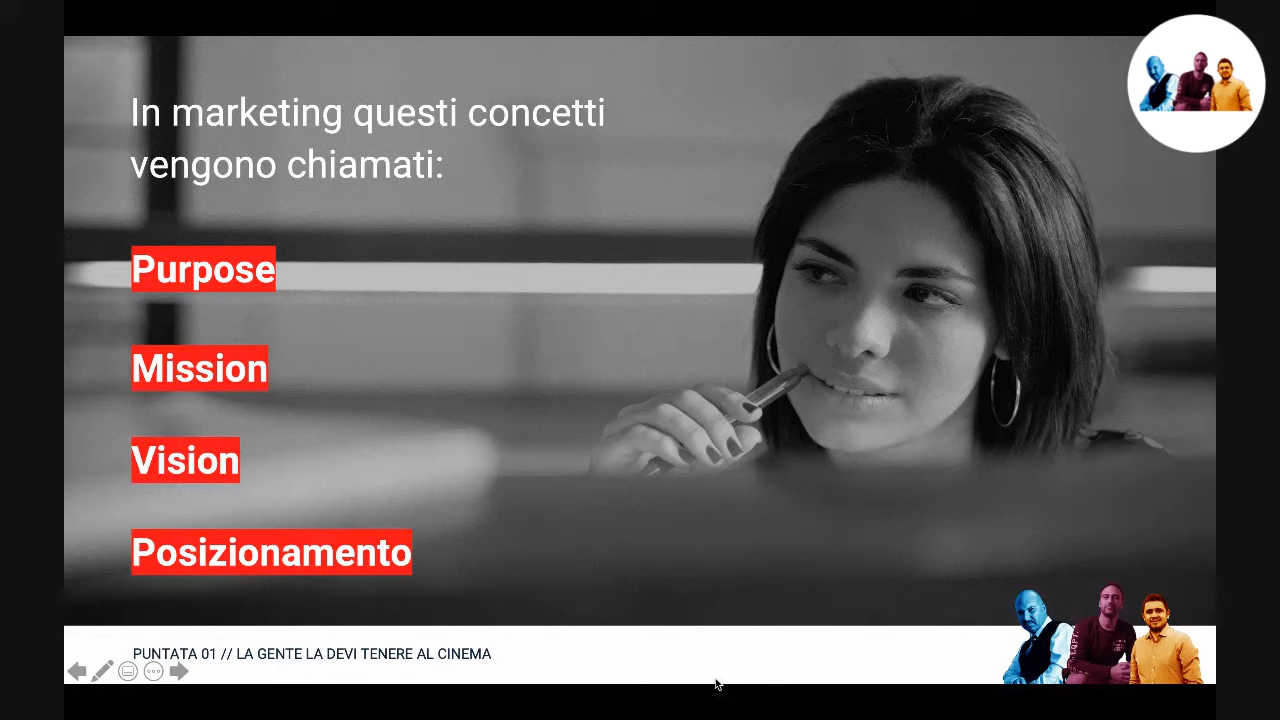 In marketing questi concetti
vengono chiamati:
Purpose
Mission
Vision
Posizionamento
PUNTATA 01 // LA GENTE LA DEVI TENERE AL CINEMA